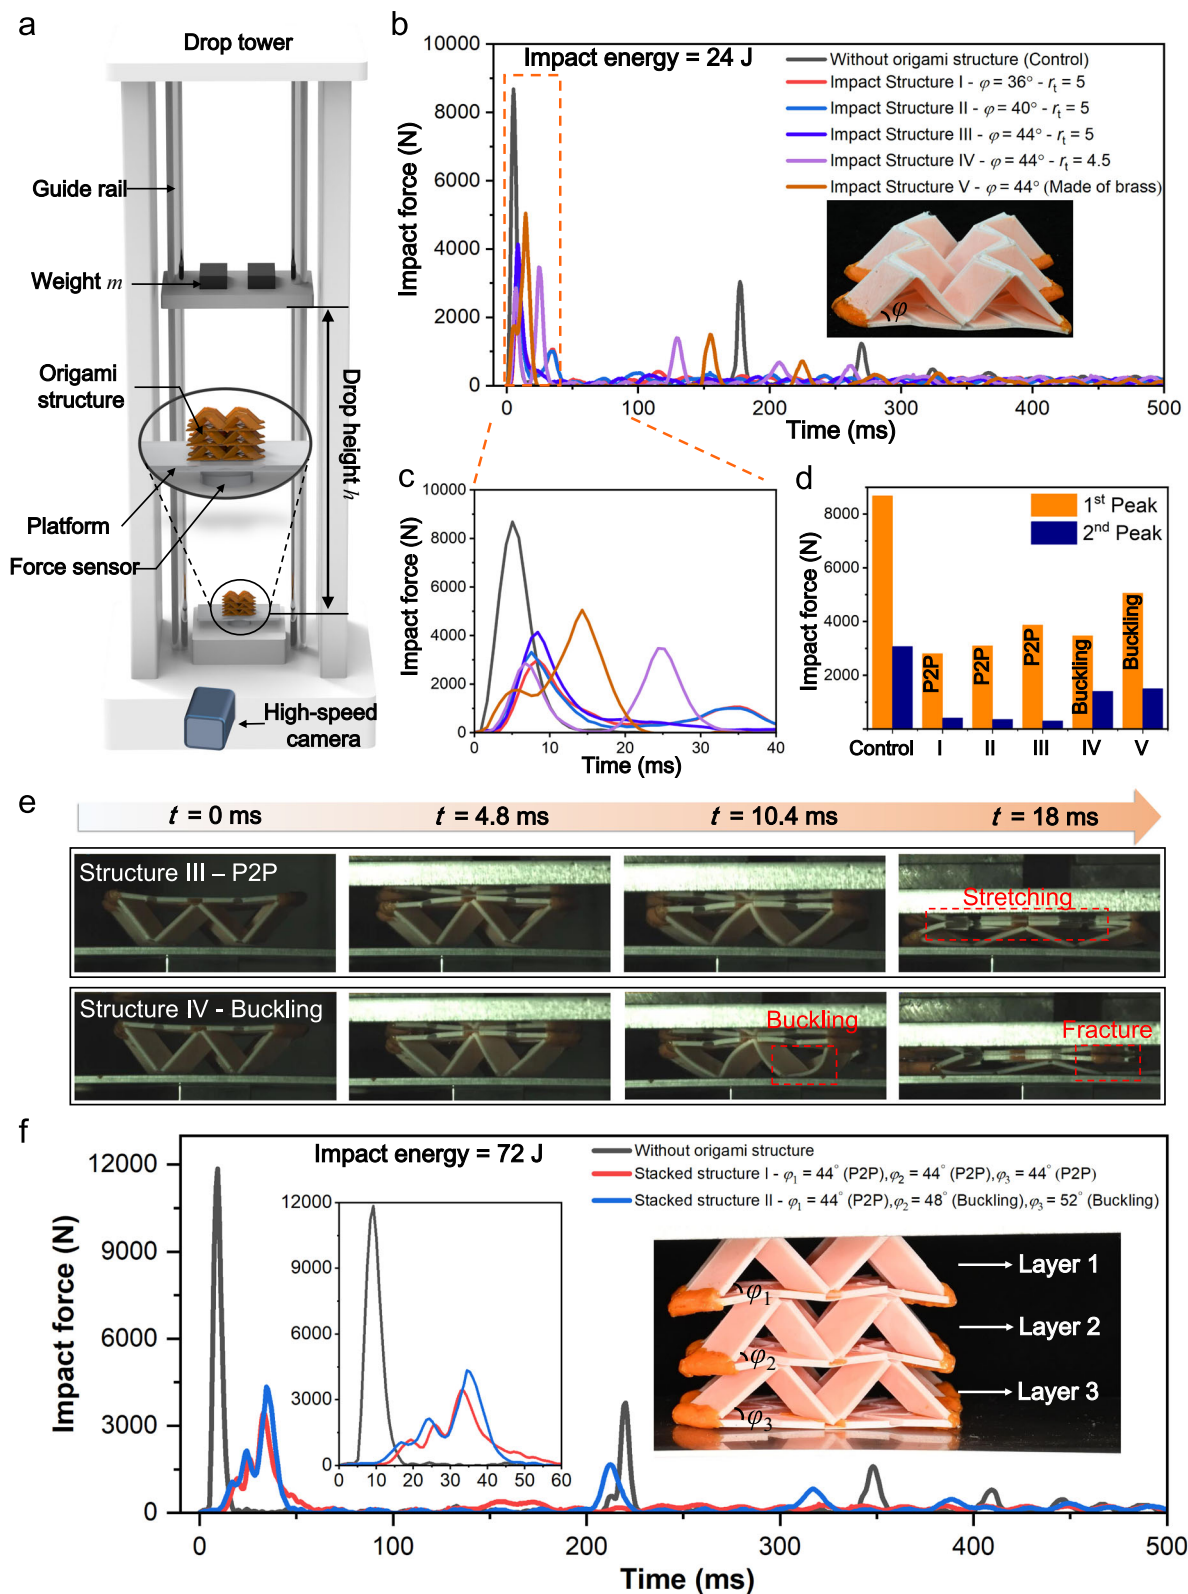 a
Drop tower
Guide rail
Weight m
Origami
structure
Drop height h
Platform
Force sensor
High-speed
camera
b
Impact energy = 24 J
Without origami structure (Control)
Impact Structure I - φ = 36° - rt = 5
Impact Structure II - φ = 40° - rt = 5
Impact Structure III - φ = 44° - rt = 5
Impact Structure IV - φ = 44° - rt = 4.5
Impact Structure V - φ = 44° (Made of brass)
φ
Impact force (N)
10000
8000
6000
4000
2000
0
0 100 200 300 400 500
Time (ms)
c
Impact force (N)
10000
8000
6000
4000
2000
0
0 10 20 30 40
Time (ms)
d
1st Peak
2nd Peak
Impact force (N)
8000
6000
4000
2000
P2P
P2P
P2P
Buckling
Buckling
Control I II III IV V
e
t = 0 ms t = 4.8 ms t = 10.4 ms t = 18 ms
Structure III – P2P
Stretching
Structure IV - Buckling
Buckling
Fracture
f
Impact energy = 72 J
Without origami structure
Stacked structure I - φ1 = 44° (P2P),φ2 = 44° (P2P),φ3 = 44° (P2P)
Stacked structure II - φ1 = 44° (P2P),φ2 = 48° (Buckling),φ3 = 52° (Buckling)
Impact force (N)
12000
9000
6000
3000
0
12000
9000
6000
3000
0
0 10 20 30 40 50 60
φ1
Layer 1
φ2
Layer 2
φ3
Layer 3
0 100 200 300 400 500
Time (ms)